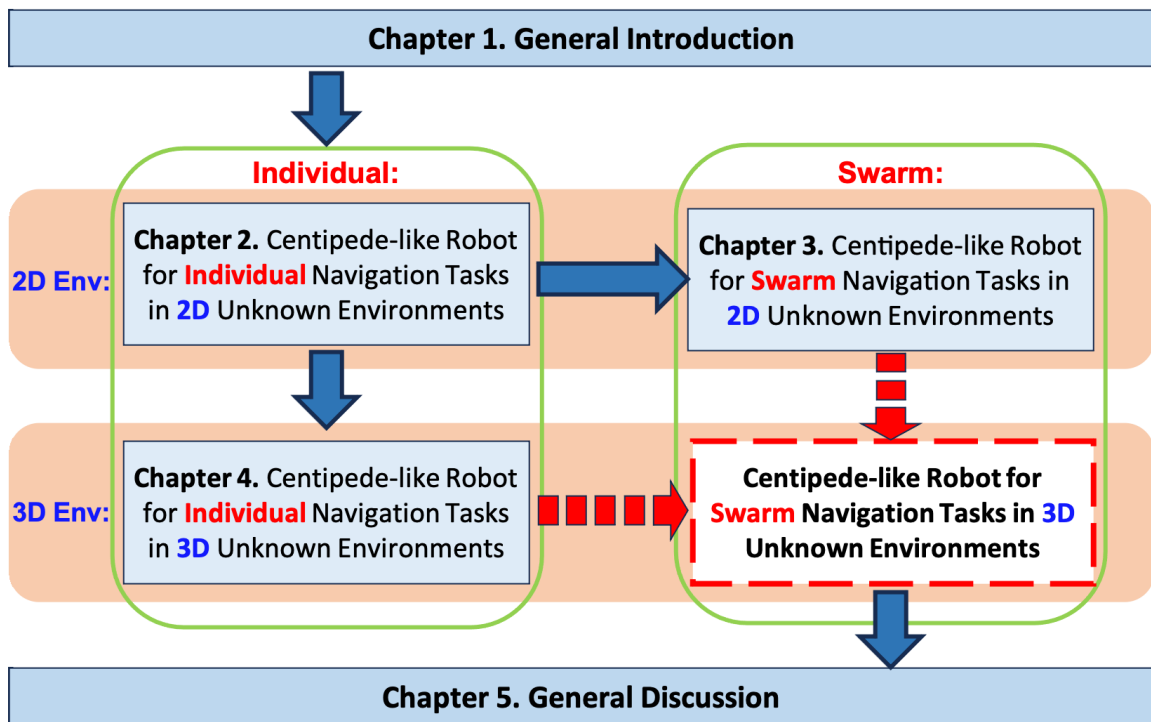 Chapter 1. General Introduction
Individual:
Swarm:
2D Env:
Chapter 2. Centipede-like Robot
for Individual Navigation Tasks
in 2D Unknown Environments
Chapter 3. Centipede-like Robot
for Swarm Navigation Tasks in
2D Unknown Environments
3D Env:
Chapter 4. Centipede-like Robot
for Individual Navigation Tasks
in 3D Unknown Environments
Centipede-like Robot for
Swarm Navigation Tasks in 3D
Unknown Environments
Chapter 5. General Discussion